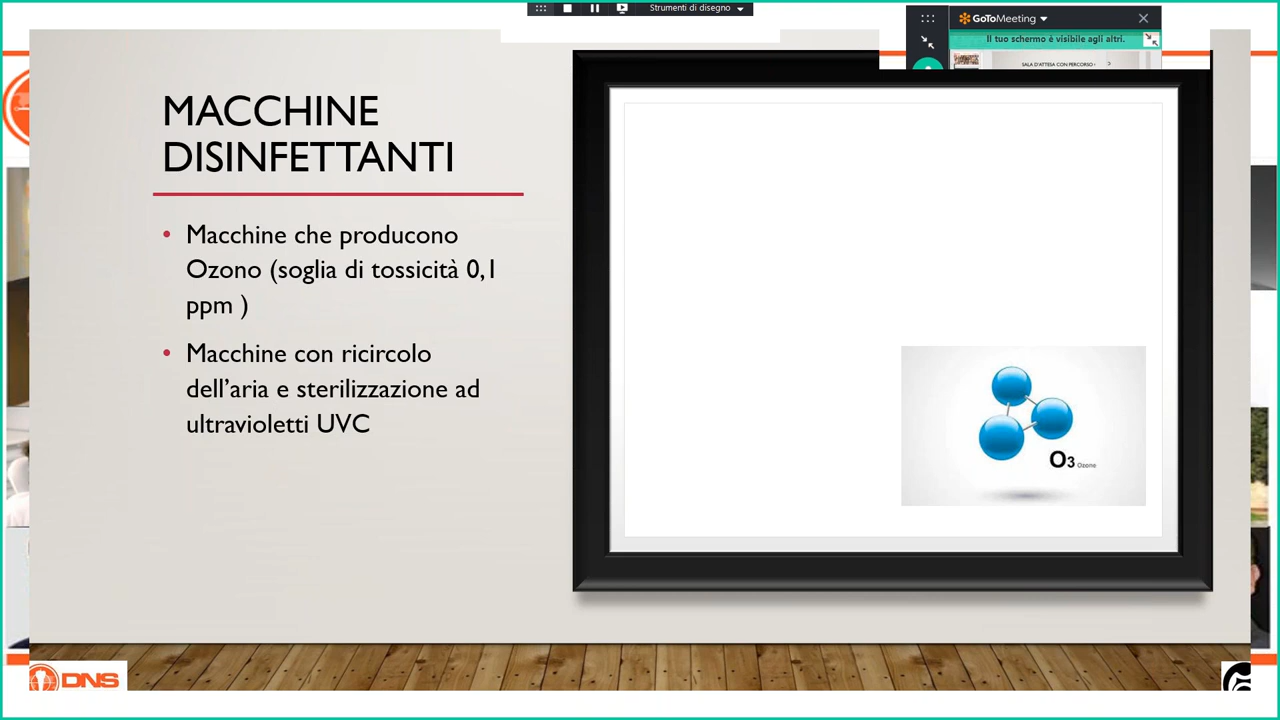 Strumenti di disegno
GoToMeeting
Il tuo schermo è visibile agli altri.
SALA D'ATTESA CON PERCORSO
MACCHINE
DISINFETTANTI
• Macchine che producono
Ozono (soglia di tossicità 0,1
ppm )
• Macchine con ricircolo
dell’aria e sterilizzazione ad
ultravioletti UVC
O3 Ozone
DNS